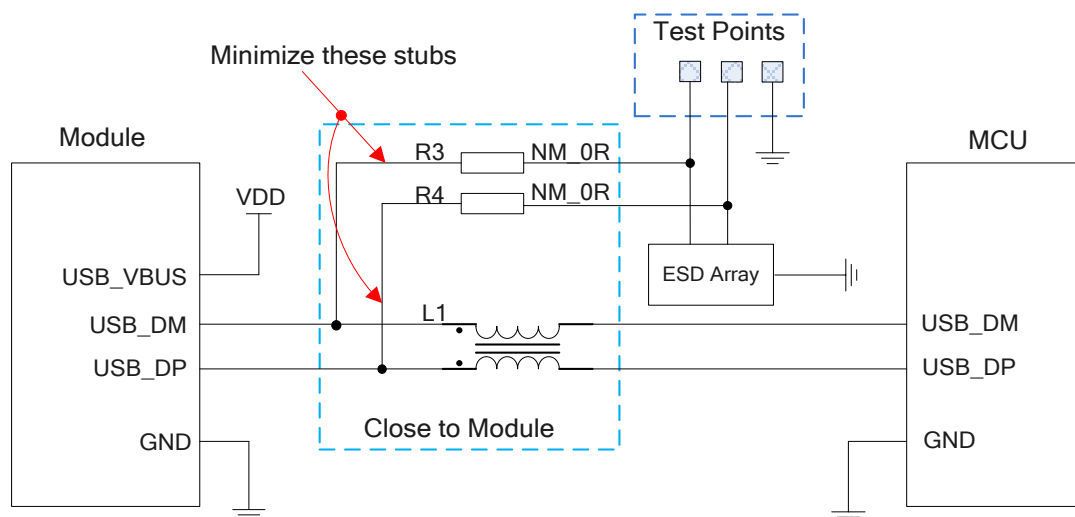 Test Points
Minimize these stubs
Module
MCU
R3
NM_0R
VDD
R4
NM_0R
USB_VBUS
ESD Array
L1
USB_DM
USB_DM
USB_DP
USB_DP
Close to Module
GND
GND